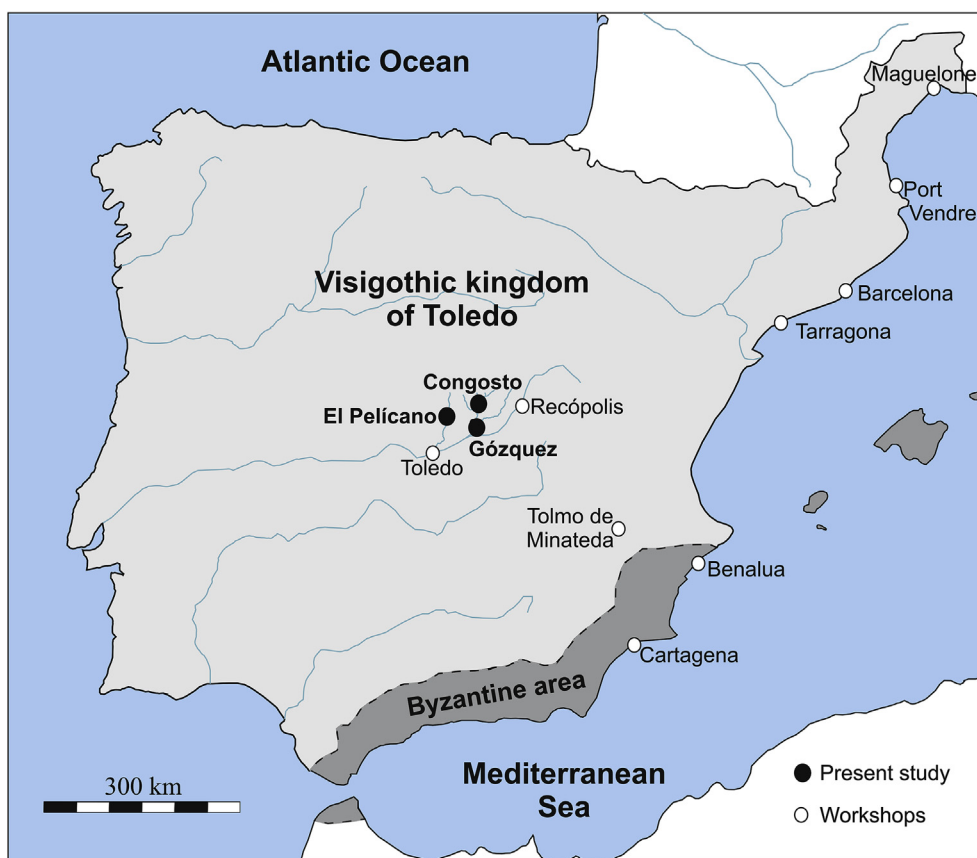 Atlantic Ocean
Maguelone
Port
Vendre
Visigothic kingdom
of Toledo
Barcelona
Tarragona
Congosto
El Pelícano
Recópolis
Gózquez
Toledo
Tolmo de
Minateda
Benalua
Cartagena
Byzantine area
Mediterranean
Sea
300 km
Present study
Workshops